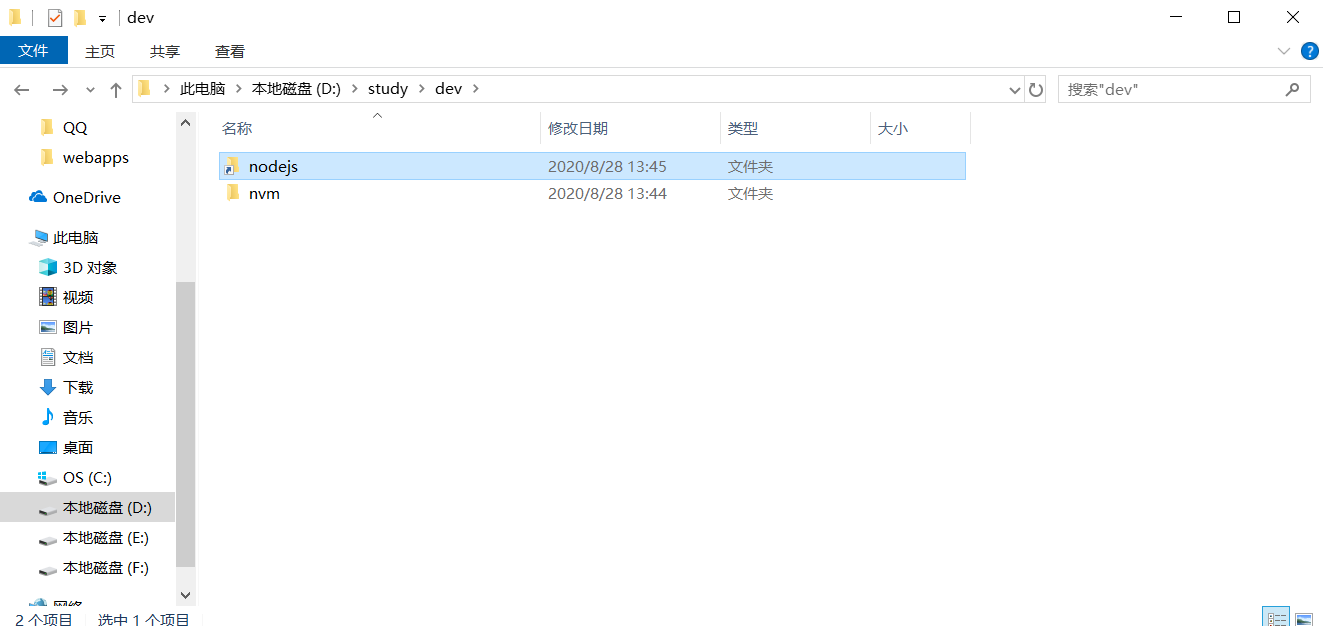 dev
文件 主页 共享 查看
此电脑 本地磁盘 (D:) study dev 搜索"dev"
名称 修改日期 类型 大小
nodejs 2020/8/28 13:45 文件夹
nvm 2020/8/28 13:44 文件夹
QQ
webapps
OneDrive
此电脑
3D 对象
视频
图片
文档
下载
音乐
桌面
OS (C:)
本地磁盘 (D:)
本地磁盘 (E:)
本地磁盘 (F:)
网络
2 个项目 选中 1 个项目